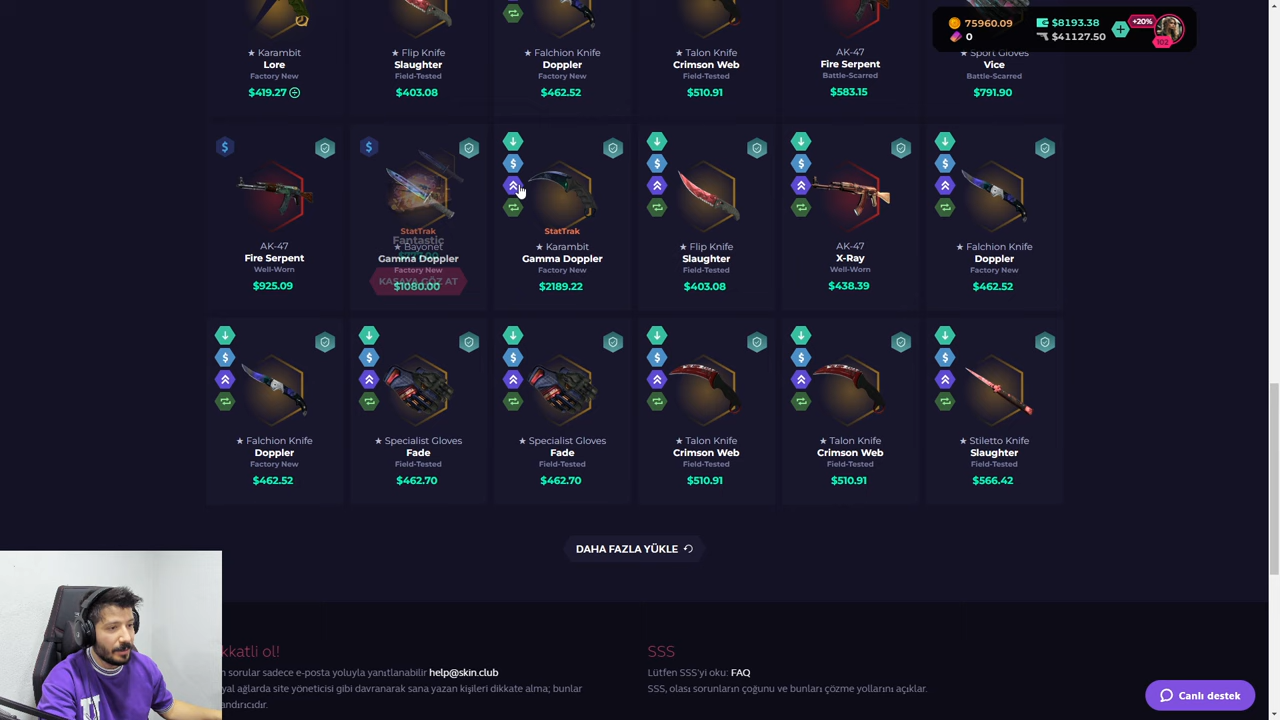 75960.09
$8193.38
+20%
0
$41127.50
102
★ Karambit
Lore
Factory New
$419.27
★ Flip Knife
Slaughter
Field-Tested
$403.08
★ Falchion Knife
Doppler
Factory New
$462.52
★ Talon Knife
Crimson Web
Field-Tested
$510.91
AK-47
Fire Serpent
Battle-Scarred
$583.15
★ Sport Gloves
Vice
Battle-Scarred
$791.90
AK-47
Fire Serpent
Well-Worn
$925.09
StatTrak
Fantastic
★ Bayonet
Gamma Doppler
Factory New
KASAYA GÖZ AT
$1080.00
StatTrak
★ Karambit
Gamma Doppler
Factory New
$2189.22
★ Flip Knife
Slaughter
Field-Tested
$403.08
AK-47
X-Ray
Well-Worn
$438.39
★ Falchion Knife
Doppler
Factory New
$462.52
★ Falchion Knife
Doppler
Factory New
$462.52
★ Specialist Gloves
Fade
Field-Tested
$462.70
★ Specialist Gloves
Fade
Field-Tested
$462.70
★ Talon Knife
Crimson Web
Field-Tested
$510.91
★ Talon Knife
Crimson Web
Field-Tested
$510.91
★ Stiletto Knife
Slaughter
Field-Tested
$566.42
DAHA FAZLA YÜKLE
kkatli ol!
sorular sadece e-posta yoluyla yanıtlanabilir help@skin.club
yal ağlarda site yöneticisi gibi davranarak sana yazan kişileri dikkate alma; bunlar
andırıcıdır.
SSS
Lütfen SSS'yi oku: FAQ
SSS, olası sorunların çoğunu ve bunları çözme yollarını açıklar.
Canlı destek